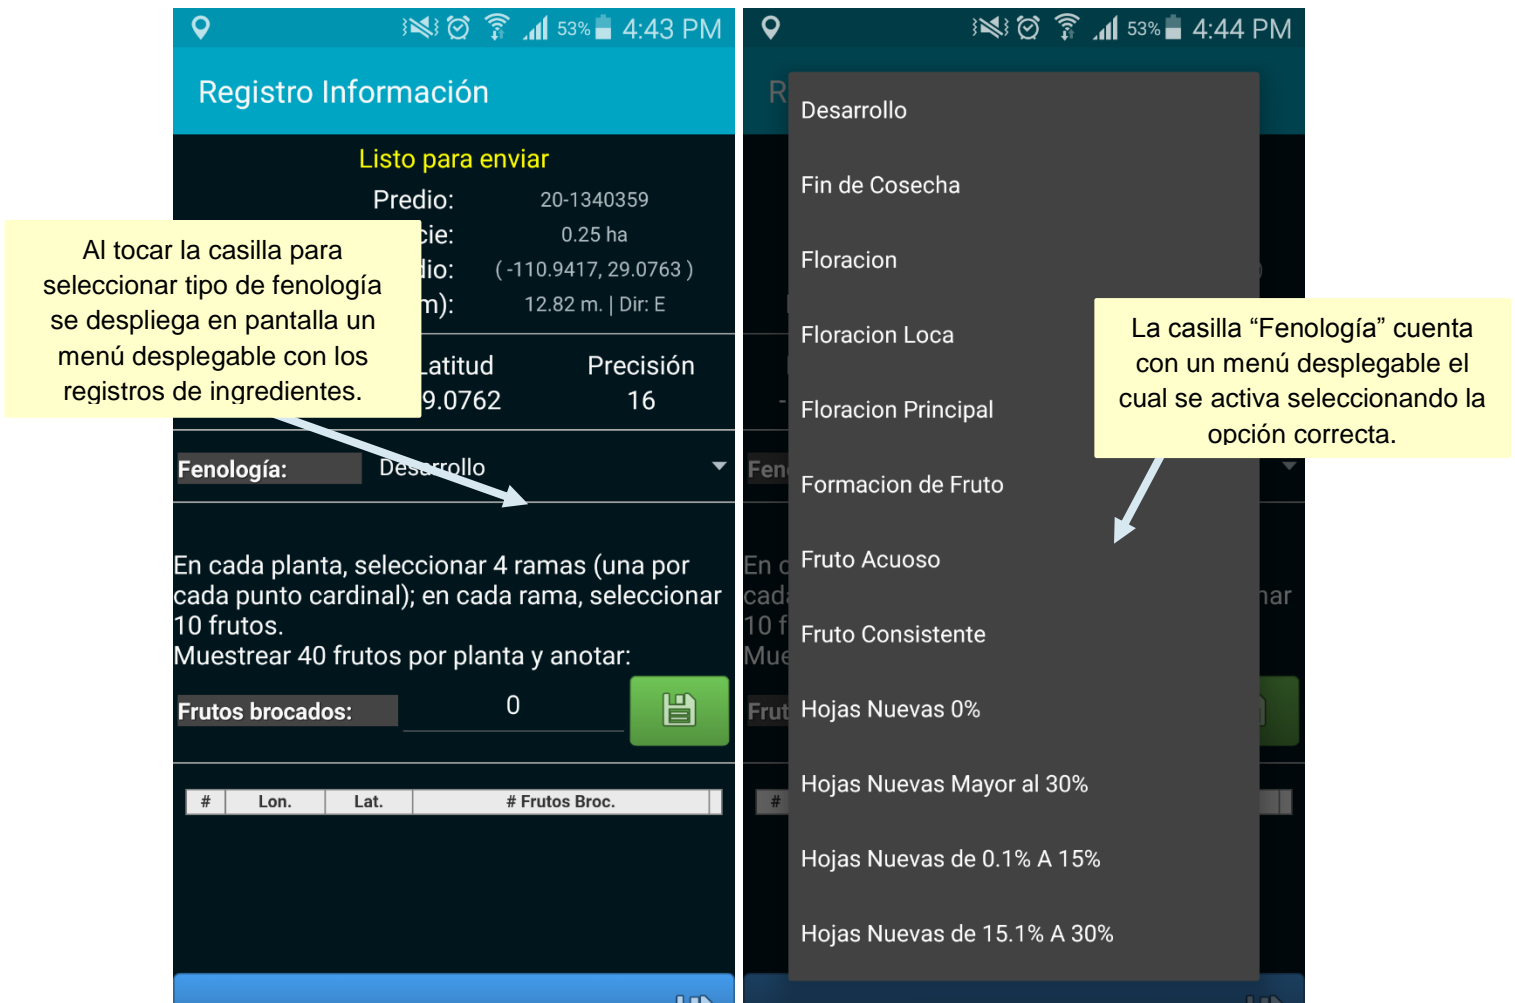 53% 4:43 PM
Registro Información
Listo para enviar
Predio: 20-1340359
cie: 0.25 ha
dio: ( -110.9417, 29.0763 )
m): 12.82 m. | Dir: E
Al tocar la casilla para
seleccionar tipo de fenología
se despliega en pantalla un
menú desplegable con los
registros de ingredientes.
Latitud Precisión
9.0762 16
Fenología: Desarrollo
En cada planta, seleccionar 4 ramas (una por
cada punto cardinal); en cada rama, seleccionar
10 frutos.
Muestrear 40 frutos por planta y anotar:
Frutos brocados: 0
# Lon. Lat. # Frutos Broc.
53% 4:44 PM
R
Desarrollo
Fin de Cosecha
Floracion
Floracion Loca
Floracion Principal
Formacion de Fruto
Fruto Acuoso
Fruto Consistente
Hojas Nuevas 0%
Hojas Nuevas Mayor al 30%
Hojas Nuevas de 0.1% A 15%
Hojas Nuevas de 15.1% A 30%
La casilla “Fenología” cuenta
con un menú desplegable el
cual se activa seleccionando la
opción correcta.
Fen
En c
cada
nar
10 f
Mue
Frut
#